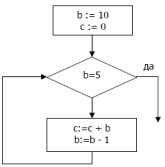 b := 10
c := 0
да
b=5
c:=c + b
b:=b - 1